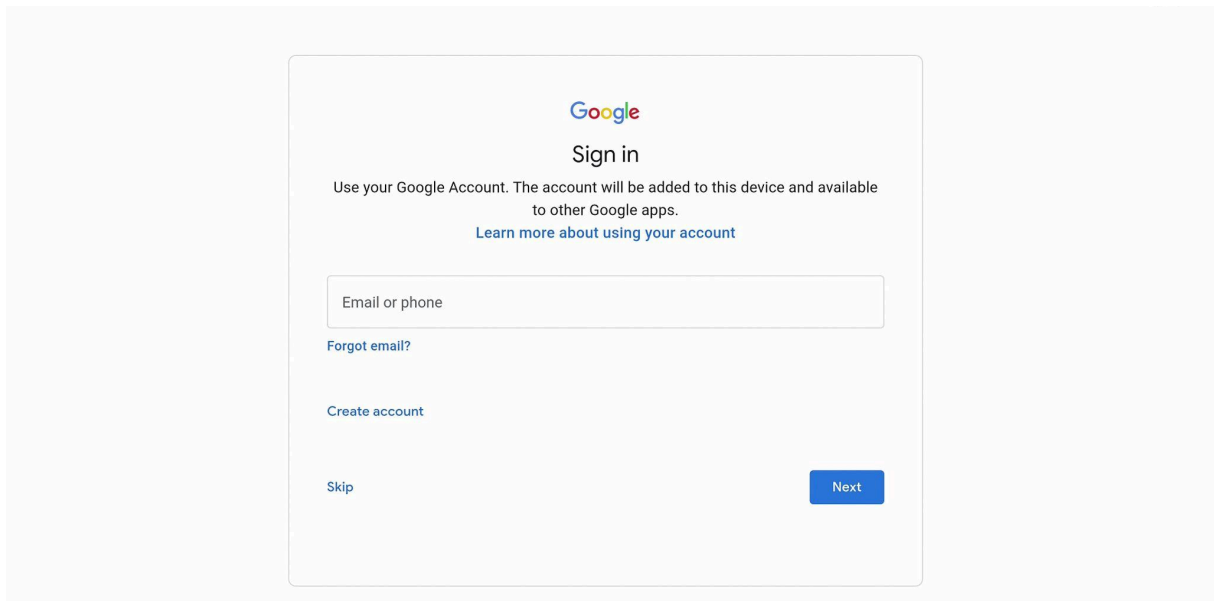 Google
Sign in
Use your Google Account. The account will be added to this device and available
to other Google apps.
Learn more about using your account
Email or phone
Forgot email?
Create account
Skip
Next